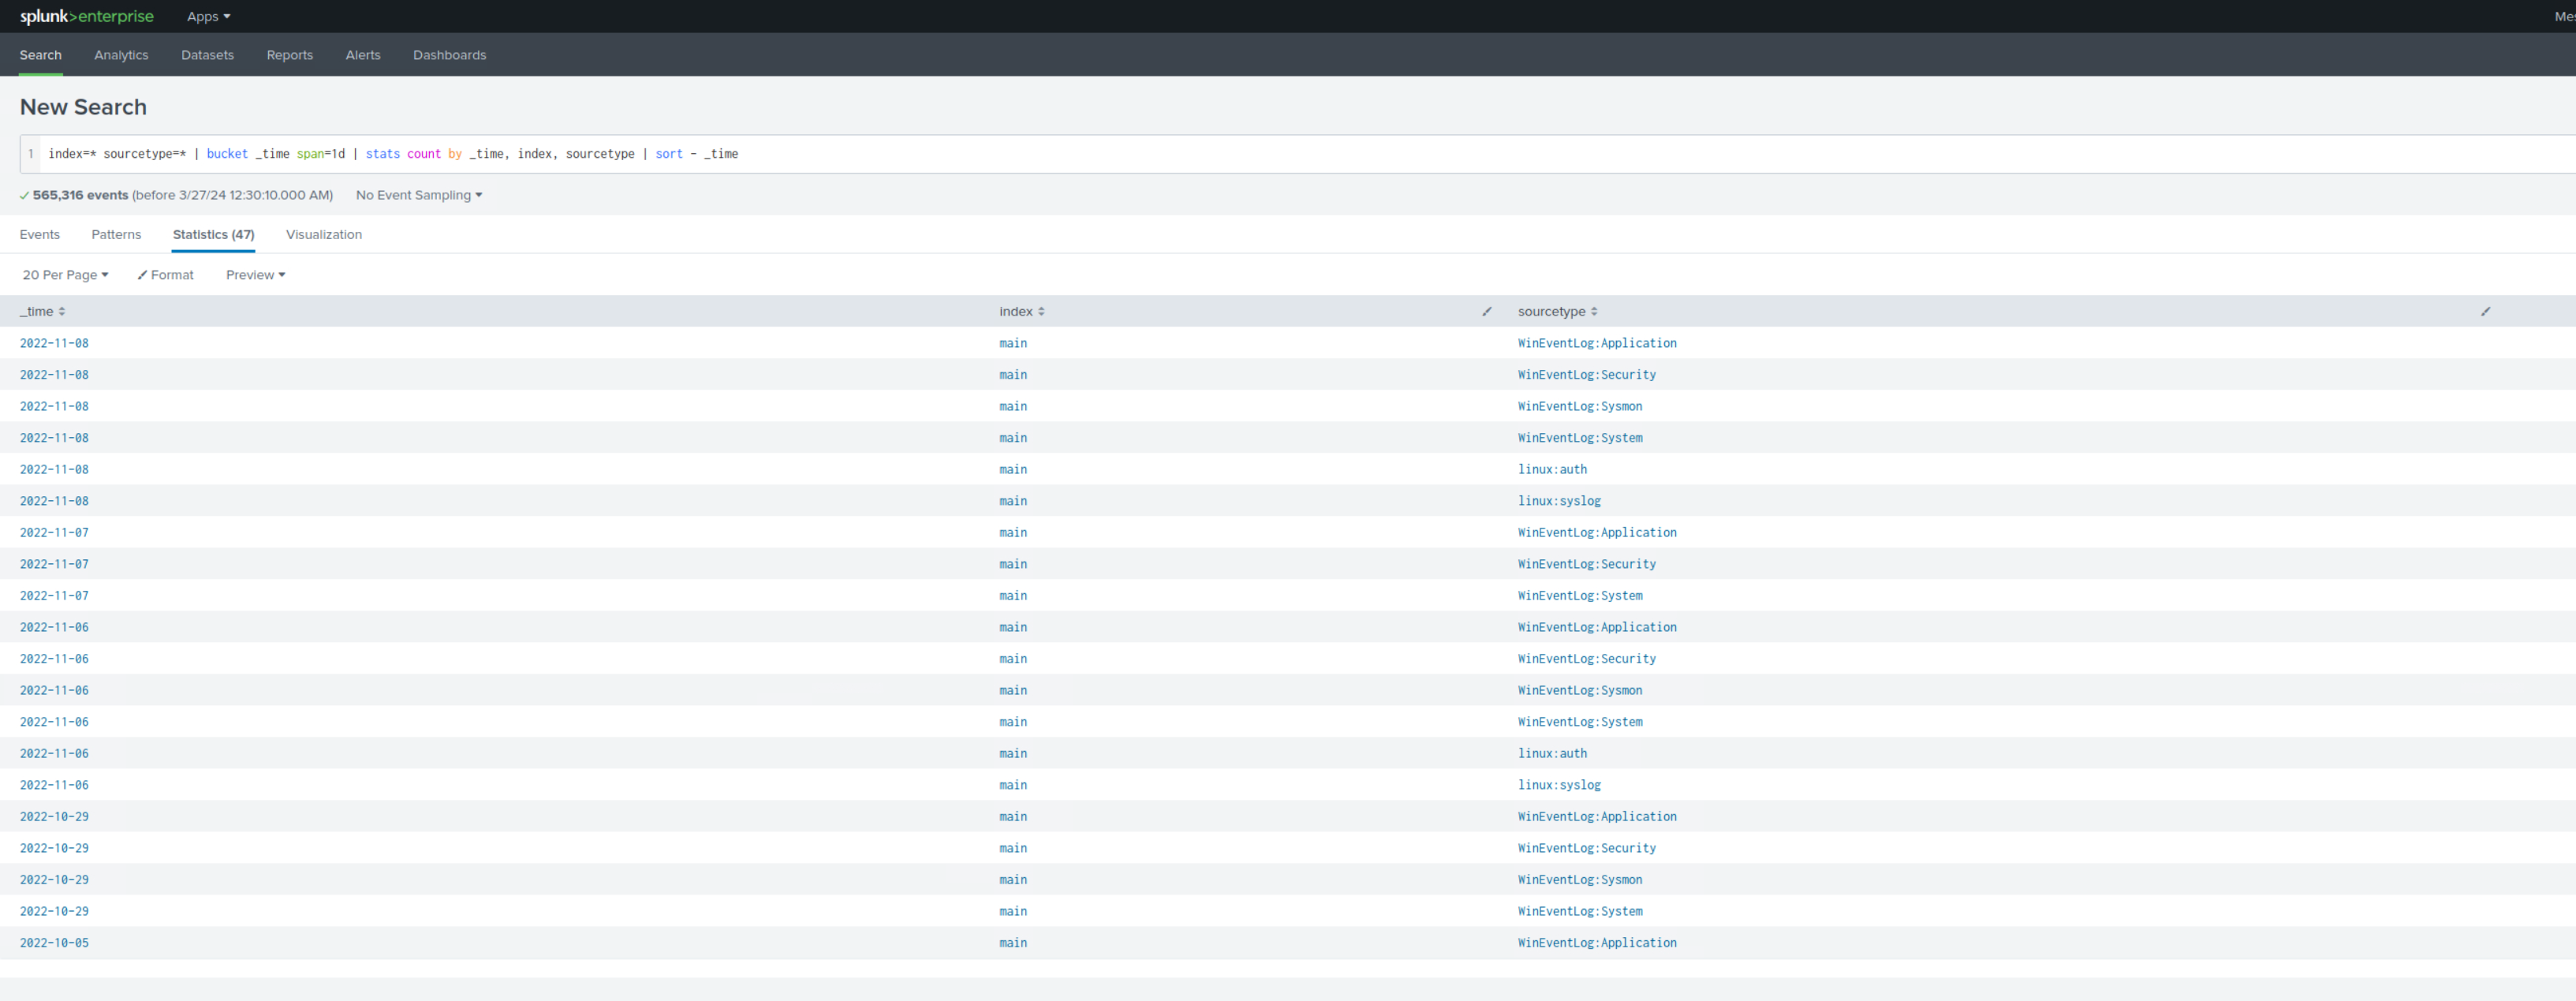 splunk>enterprise Apps Mes
Search Analytics Datasets Reports Alerts Dashboards
New Search
1 index=* sourcetype=* | bucket _time span=1d | stats count by _time, index, sourcetype | sort - _time
565,316 events (before 3/27/24 12:30:10.000 AM) No Event Sampling
Events Patterns Statistics (47) Visualization
20 Per Page Format Preview
_time index sourcetype
2022-11-08 main WinEventLog:Application
2022-11-08 main WinEventLog:Security
2022-11-08 main WinEventLog:Sysmon
2022-11-08 main WinEventLog:System
2022-11-08 main linux:auth
2022-11-08 main linux:syslog
2022-11-07 main WinEventLog:Application
2022-11-07 main WinEventLog:Security
2022-11-07 main WinEventLog:System
2022-11-06 main WinEventLog:Application
2022-11-06 main WinEventLog:Security
2022-11-06 main WinEventLog:Sysmon
2022-11-06 main WinEventLog:System
2022-11-06 main linux:auth
2022-11-06 main linux:syslog
2022-10-29 main WinEventLog:Application
2022-10-29 main WinEventLog:Security
2022-10-29 main WinEventLog:Sysmon
2022-10-29 main WinEventLog:System
2022-10-05 main WinEventLog:Application